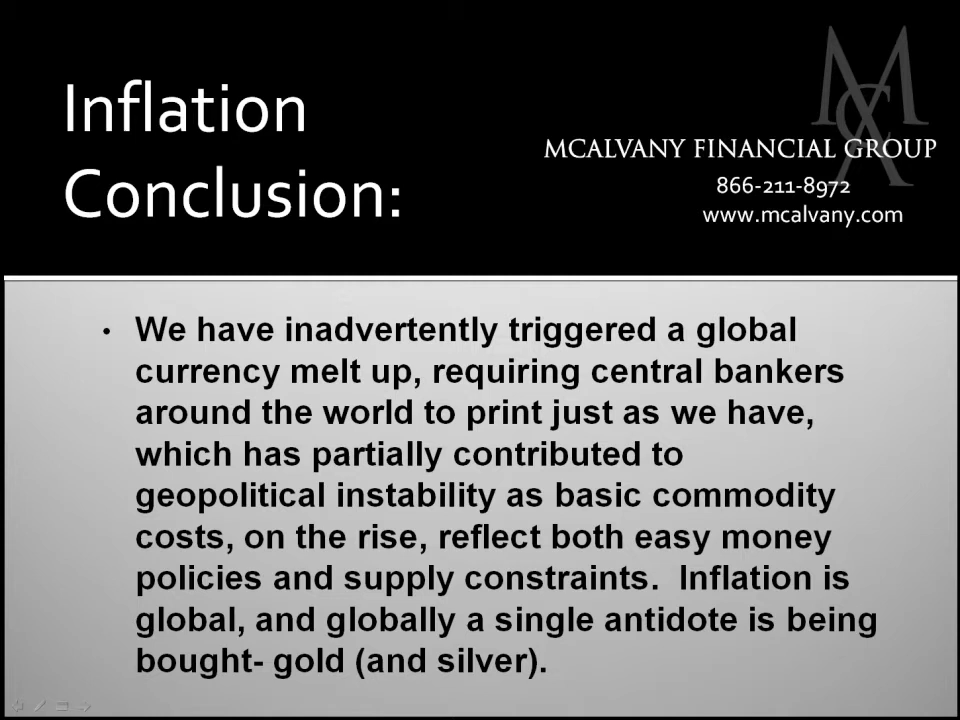 Inflation
Conclusion:
MCALVANY FINANCIAL GROUP
866-211-8972
www.mcalvany.com
• We have inadvertently triggered a global
currency melt up, requiring central bankers
around the world to print just as we have,
which has partially contributed to
geopolitical instability as basic commodity
costs, on the rise, reflect both easy money
policies and supply constraints.  Inflation is
global, and globally a single antidote is being
bought- gold (and silver).